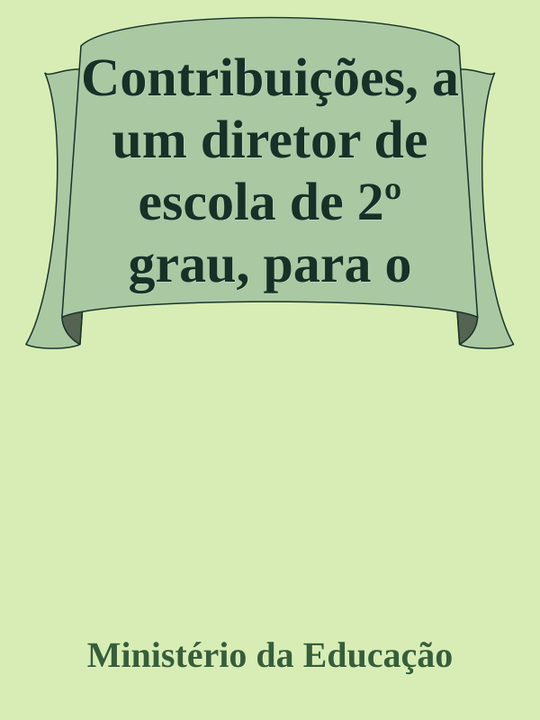 Contribuições, a
um diretor de
escola de 2º
grau, para o
Ministério da Educação